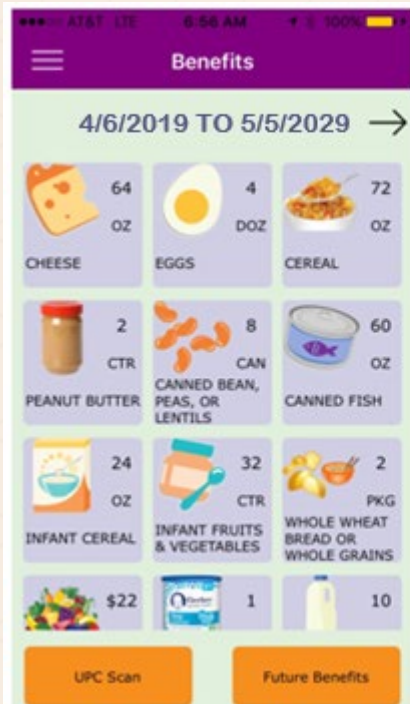 AT&T LTE 6:56 AM 100%
Benefits
4/6/2019 TO 5/5/2029
64
OZ
CHEESE
4
DOZ
EGGS
72
OZ
CEREAL
2
CTR
PEANUT BUTTER
8
CAN
CANNED BEAN,
PEAS, OR
LENTILS
60
OZ
CANNED FISH
24
OZ
INFANT CEREAL
32
CTR
INFANT FRUITS
& VEGETABLES
2
PKG
WHOLE WHEAT
BREAD OR
WHOLE GRAINS
$22
Gerber
1
10
UPC Scan
Future Benefits